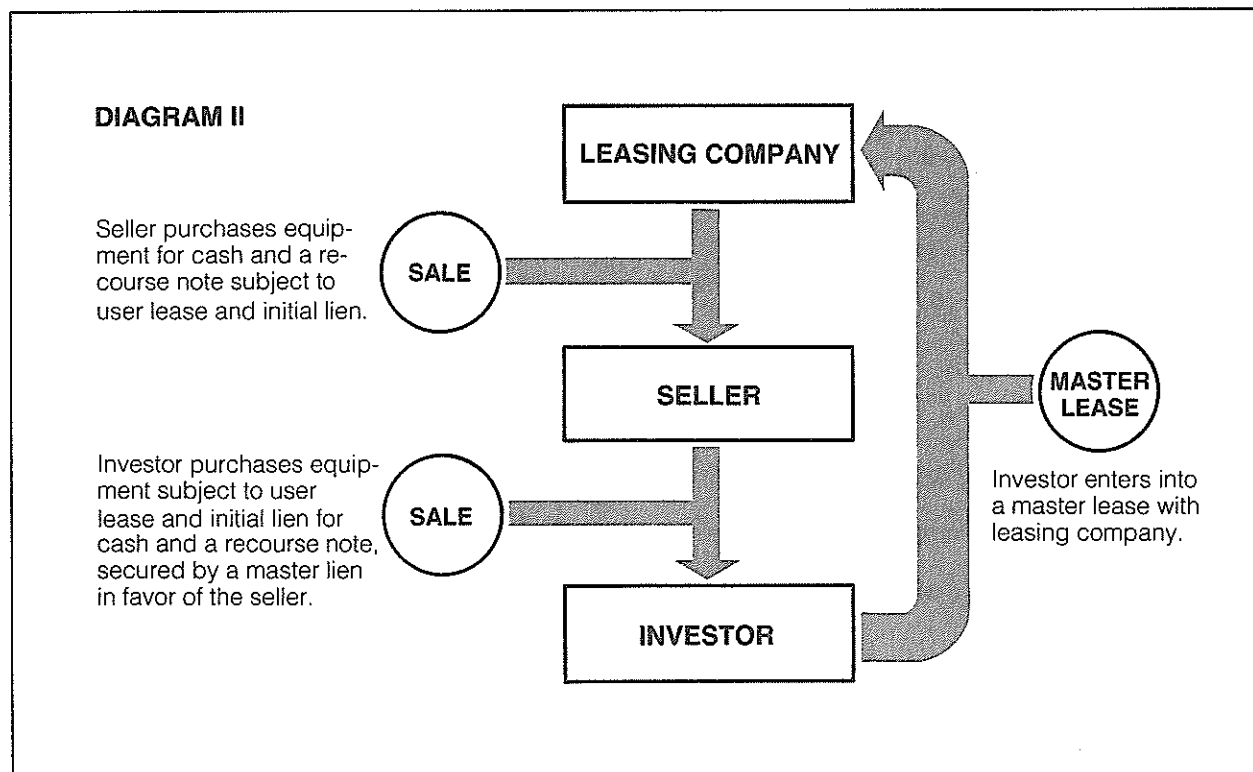 DIAGRAM II
LEASING COMPANY
Seller purchases equip-
ment for cash and a re-
course note subject to
user lease and initial lien.
SALE
SELLER
MASTER
LEASE
Investor purchases equip-
ment subject to user
lease and initial lien for
cash and a recourse note,
secured by a master lien
in favor of the seller.
SALE
Investor enters into
a master lease with
leasing company.
INVESTOR